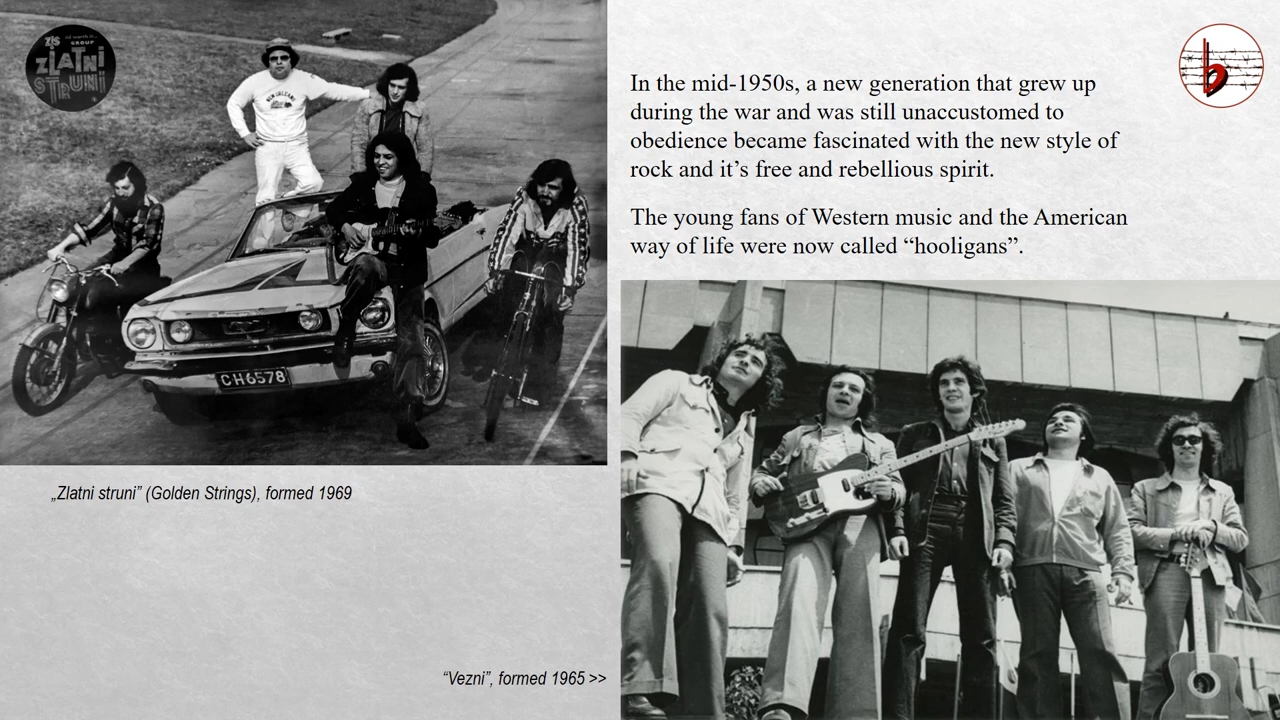 ZLATNI
STRUNI
GROUP
NEW ORLEANS
CH6578
In the mid-1950s, a new generation that grew up
during the war and was still unaccustomed to
obedience became fascinated with the new style of
rock and it’s free and rebellious spirit.
The young fans of Western music and the American
way of life were now called “hooligans”.
„Zlatni struni” (Golden Strings), formed 1969
“Vezni”, formed 1965 >>